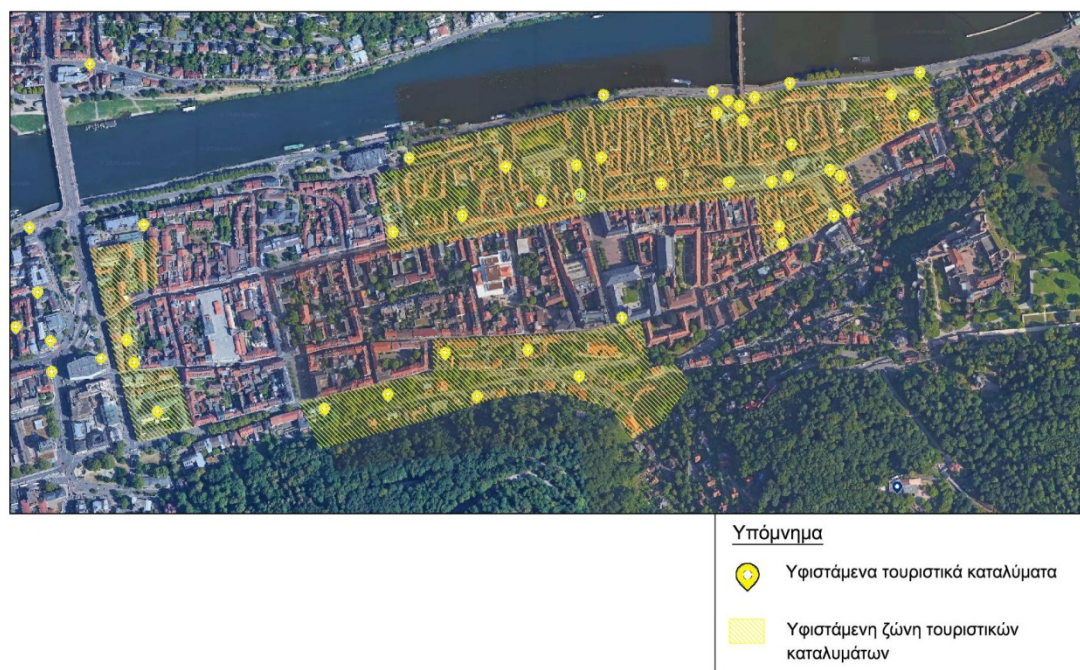 Υπόμνημα
Υφιστάμενα τουριστικά καταλύματα
Υφιστάμενη ζώνη τουριστικών
καταλυμάτων